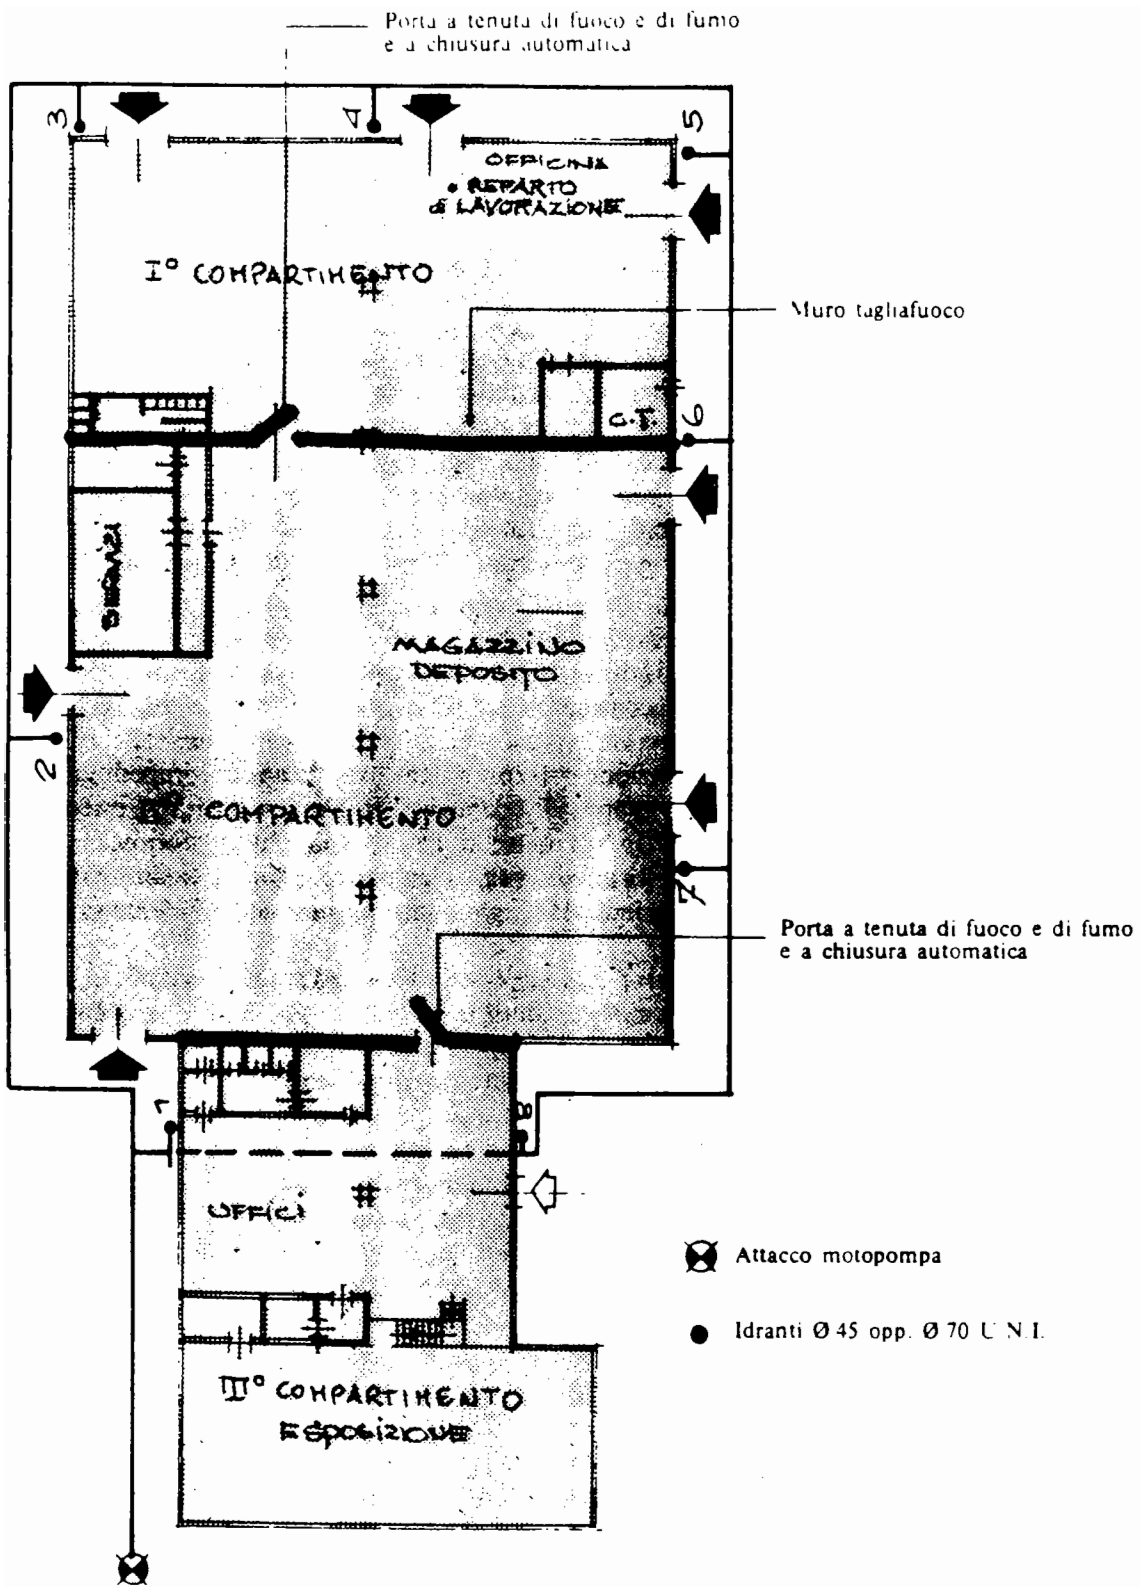 Porta a tenuta di fuoco e di fumo
e a chiusura automatica
3
4
5
OFFICINA
• REPARTO
di LAVORAZIONE
I° COMPARTIMENTO
Muro tagliafuoco
C.T.
6
SERVIZI
MAGAZZINO
DEPOSITO
2
II° COMPARTIMENTO
7
Porta a tenuta di fuoco e di fumo
e a chiusura automatica
1
8
UFFICI
Attacco motopompa
Idranti Ø 45 opp. Ø 70 U.N.I.
III° COMPARTIMENTO
ESPOSIZIONE